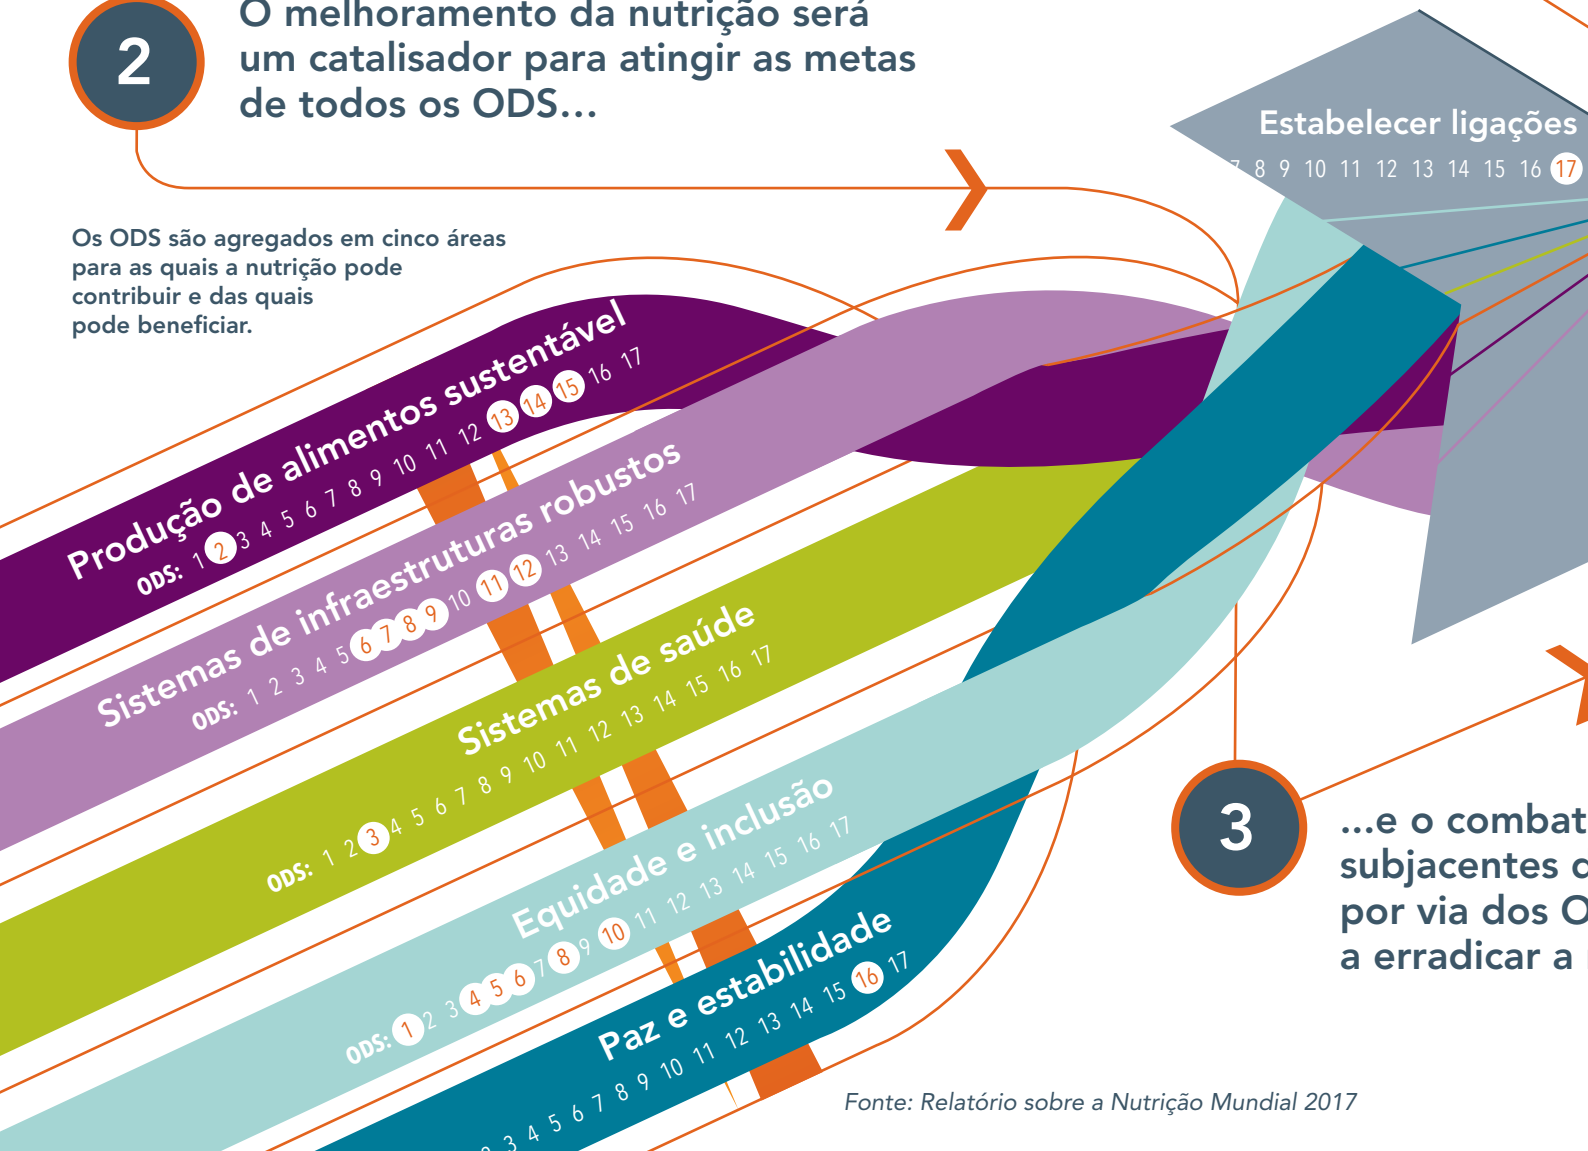 2
O melhoramento da nutrição será
um catalisador para atingir as metas
de todos os ODS...
Estabelecer ligações
7 8 9 10 11 12 13 14 15 16 17
Os ODS são agregados em cinco áreas
para as quais a nutrição pode
contribuir e das quais
pode beneficiar.
Produção de alimentos sustentável
ODS: 1 2 3 4 5 6 7 8 9 10 11 12 13 14 15 16 17
Sistemas de infraestruturas robustos
ODS: 1 2 3 4 5 6 7 8 9 10 11 12 13 14 15 16 17
Sistemas de saúde
ODS: 1 2 3 4 5 6 7 8 9 10 11 12 13 14 15 16 17
Equidade e inclusão
ODS: 1 2 3 4 5 6 7 8 9 10 11 12 13 14 15 16 17
Paz e estabilidade
3 4 5 6 7 8 9 10 11 12 13 14 15 16 17
3
...e o combat
subjacentes
por via dos O
a erradicar a
Fonte: Relatório sobre a Nutrição Mundial 2017